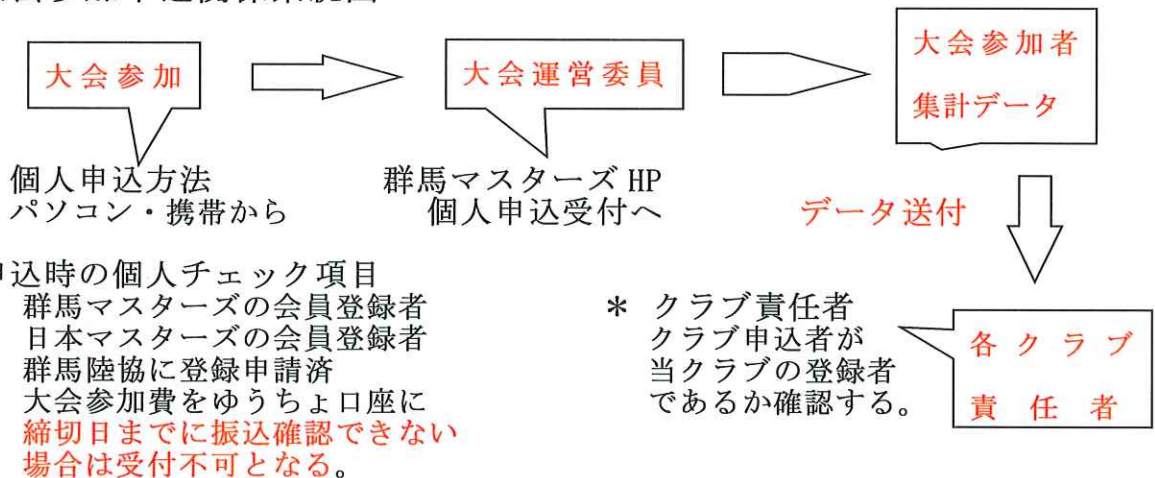 大会参加
大会運営委員
大会参加者
集計データ
個人申込方法
パソコン・携帯から
群馬マスターズ HP
個人申込受付へ
データ送付
込時の個人チェック項目
群馬マスターズの会員登録者
日本マスターズの会員登録者
群馬陸協に登録申請済
大会参加費をゆうちょ口座に
締切日までに振込確認できない
場合は受付不可となる。
* クラブ責任者
クラブ申込者が
当クラブの登録者
であるか確認する。
各クラブ
責任者